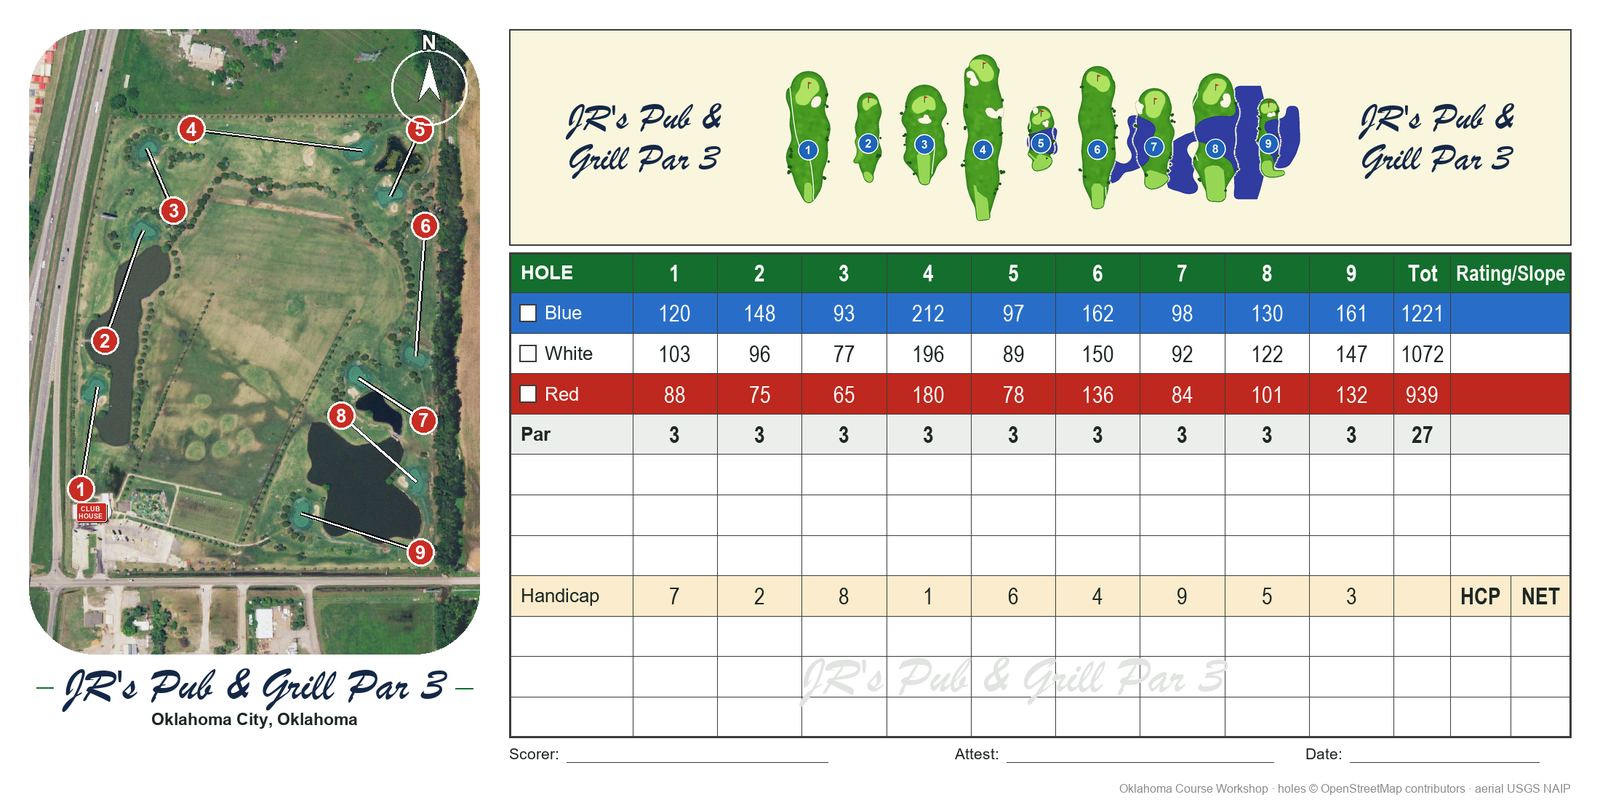 N
4
5
3
6
2
8
7
1
CLUB
HOUSE
9
JR's Pub & Grill Par 3
Oklahoma City, Oklahoma
JR's Pub &
Grill Par 3
1 2 3 4 5 6 7 8 9
JR's Pub &
Grill Par 3
HOLE 1 2 3 4 5 6 7 8 9 Tot Rating/Slope
Blue 120 148 93 212 97 162 98 130 161 1221
White 103 96 77 196 89 150 92 122 147 1072
Red 88 75 65 180 78 136 84 101 132 939
Par 3 3 3 3 3 3 3 3 3 27
Handicap 7 2 8 1 6 4 9 5 3 HCP NET
JR's Pub & Grill Par 3
Scorer: Attest: Date:
Oklahoma Course Workshop · holes © OpenStreetMap contributors · aerial USGS NAIP